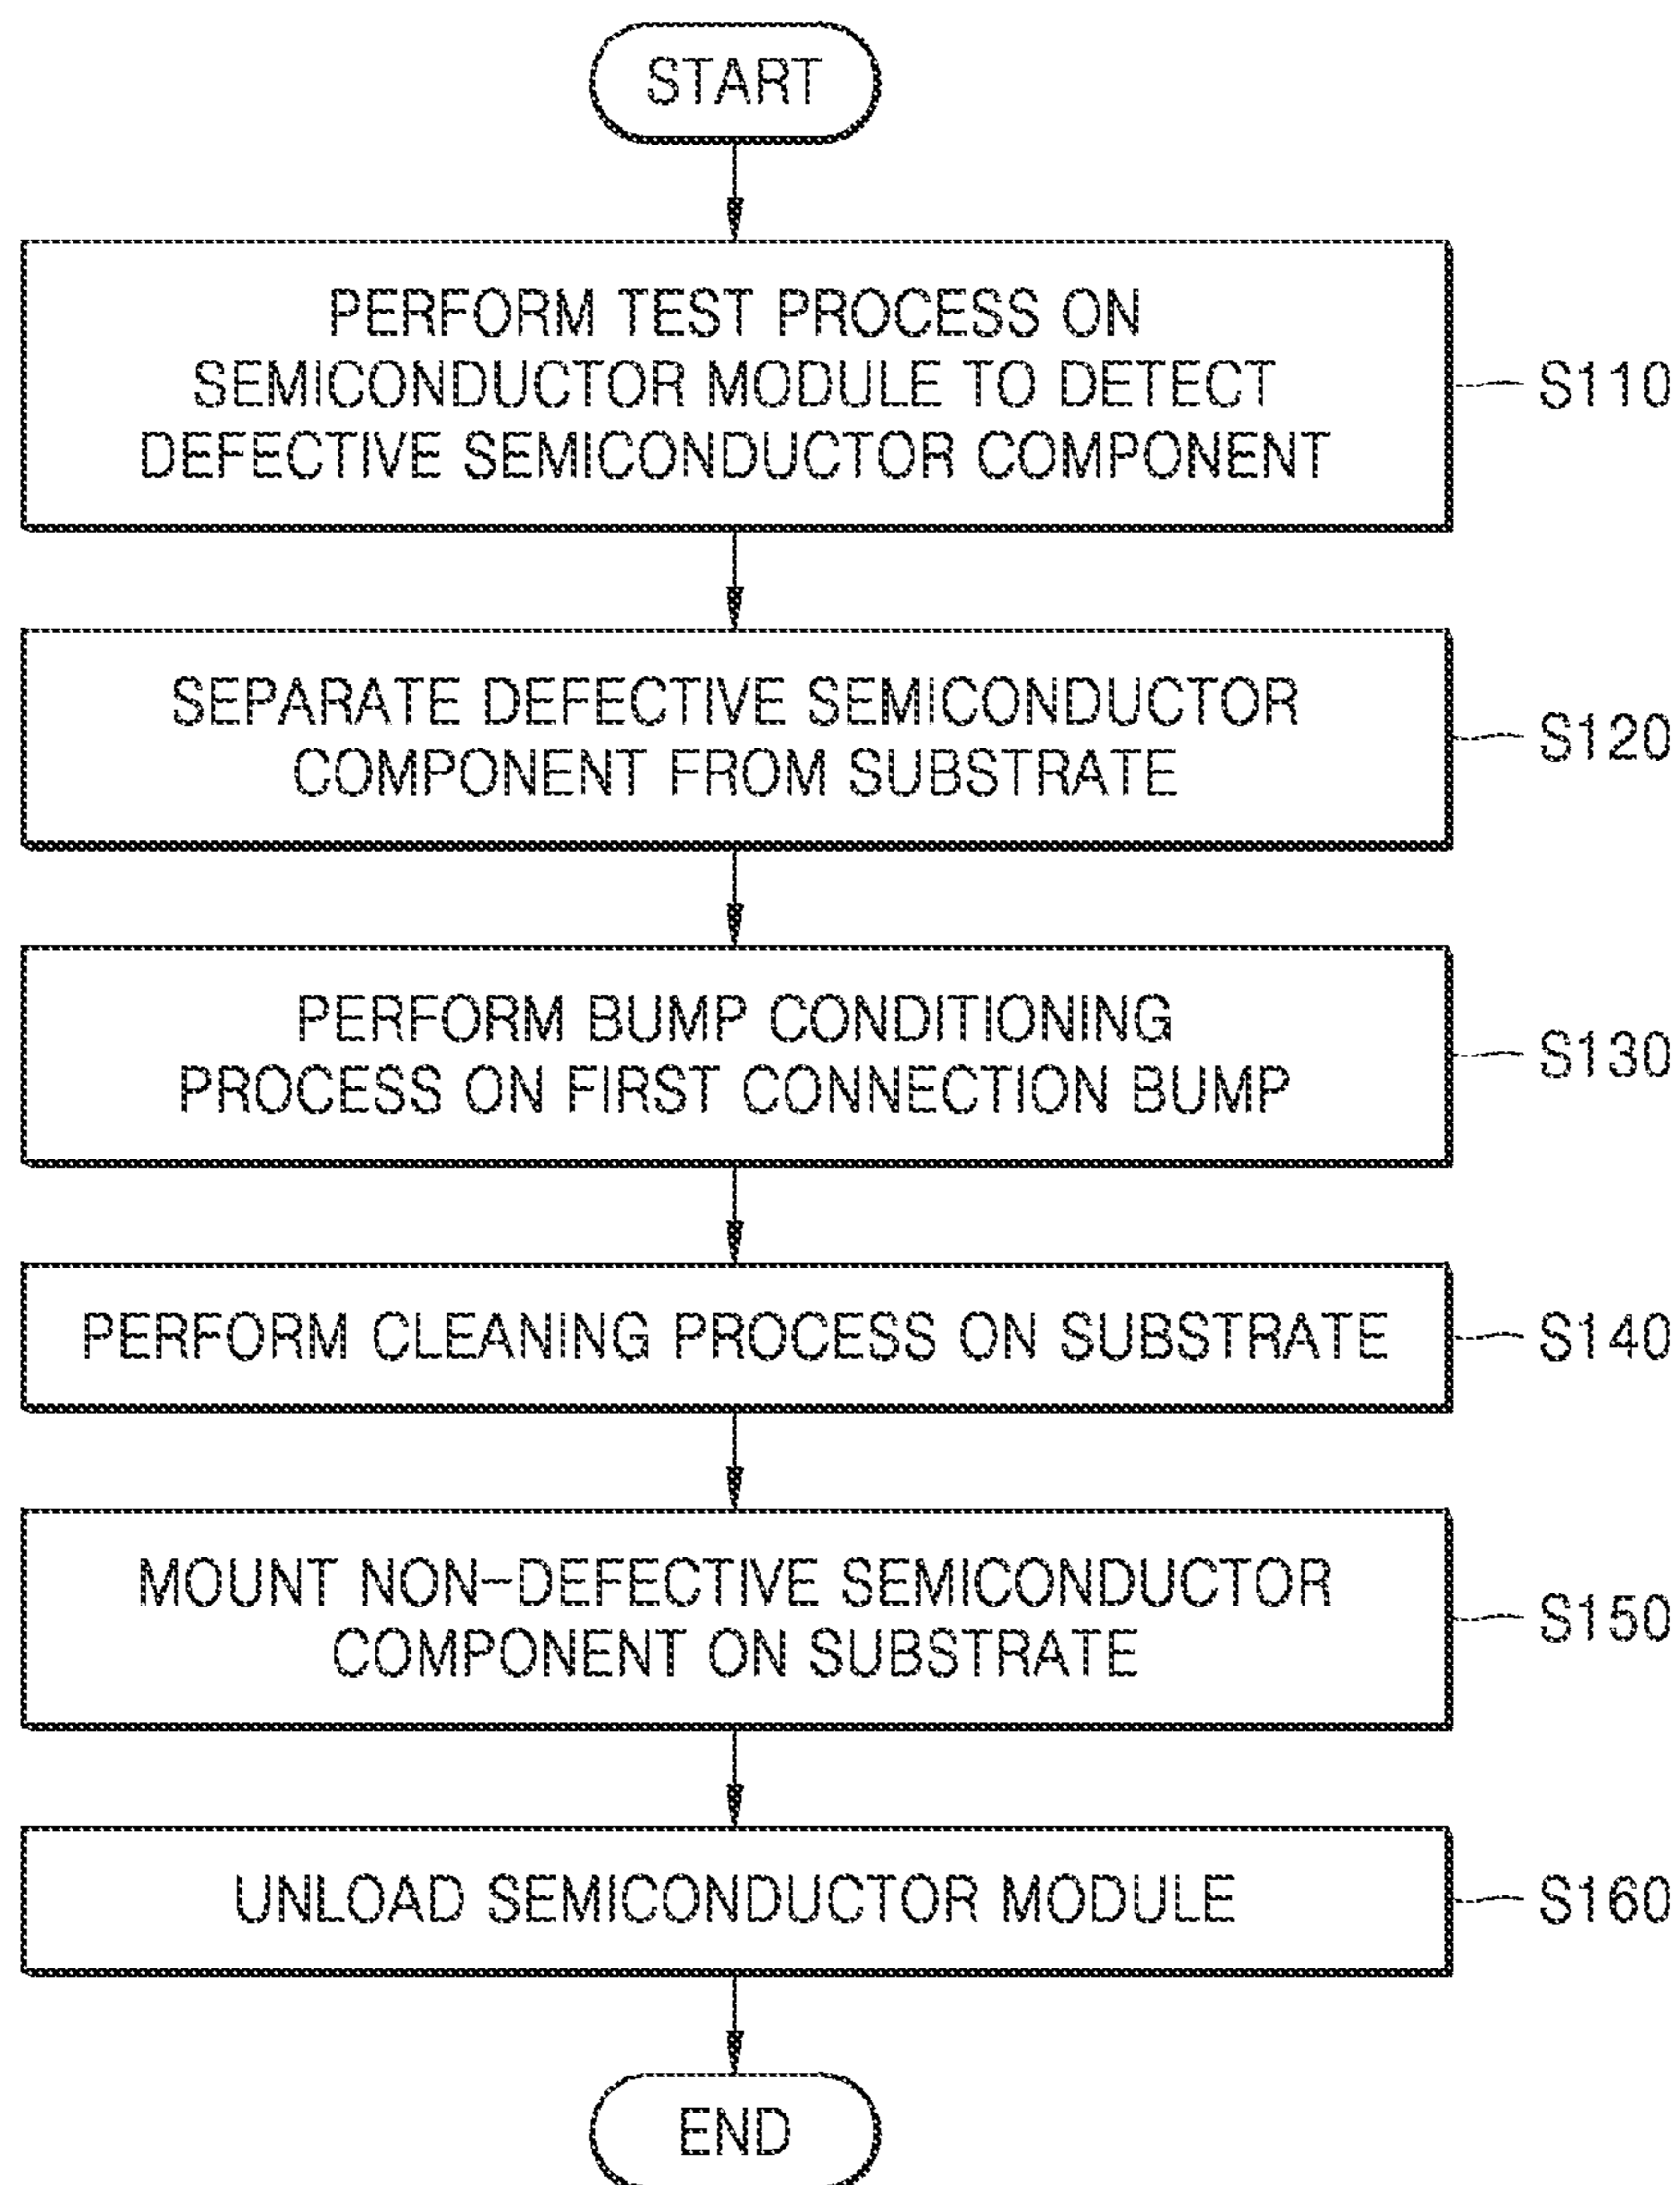 START
PERFORM TEST PROCESS ON
SEMICONDUCTOR MODULE TO DETECT
DEFECTIVE SEMICONDUCTOR COMPONENT
S110
SEPARATE DEFECTIVE SEMICONDUCTOR
COMPONENT FROM SUBSTRATE
S120
PERFORM BUMP CONDITIONING
PROCESS ON FIRST CONNECTION BUMP
S130
PERFORM CLEANING PROCESS ON SUBSTRATE
S140
MOUNT NON-DEFECTIVE SEMICONDUCTOR
COMPONENT ON SUBSTRATE
S150
UNLOAD SEMICONDUCTOR MODULE
S160
END